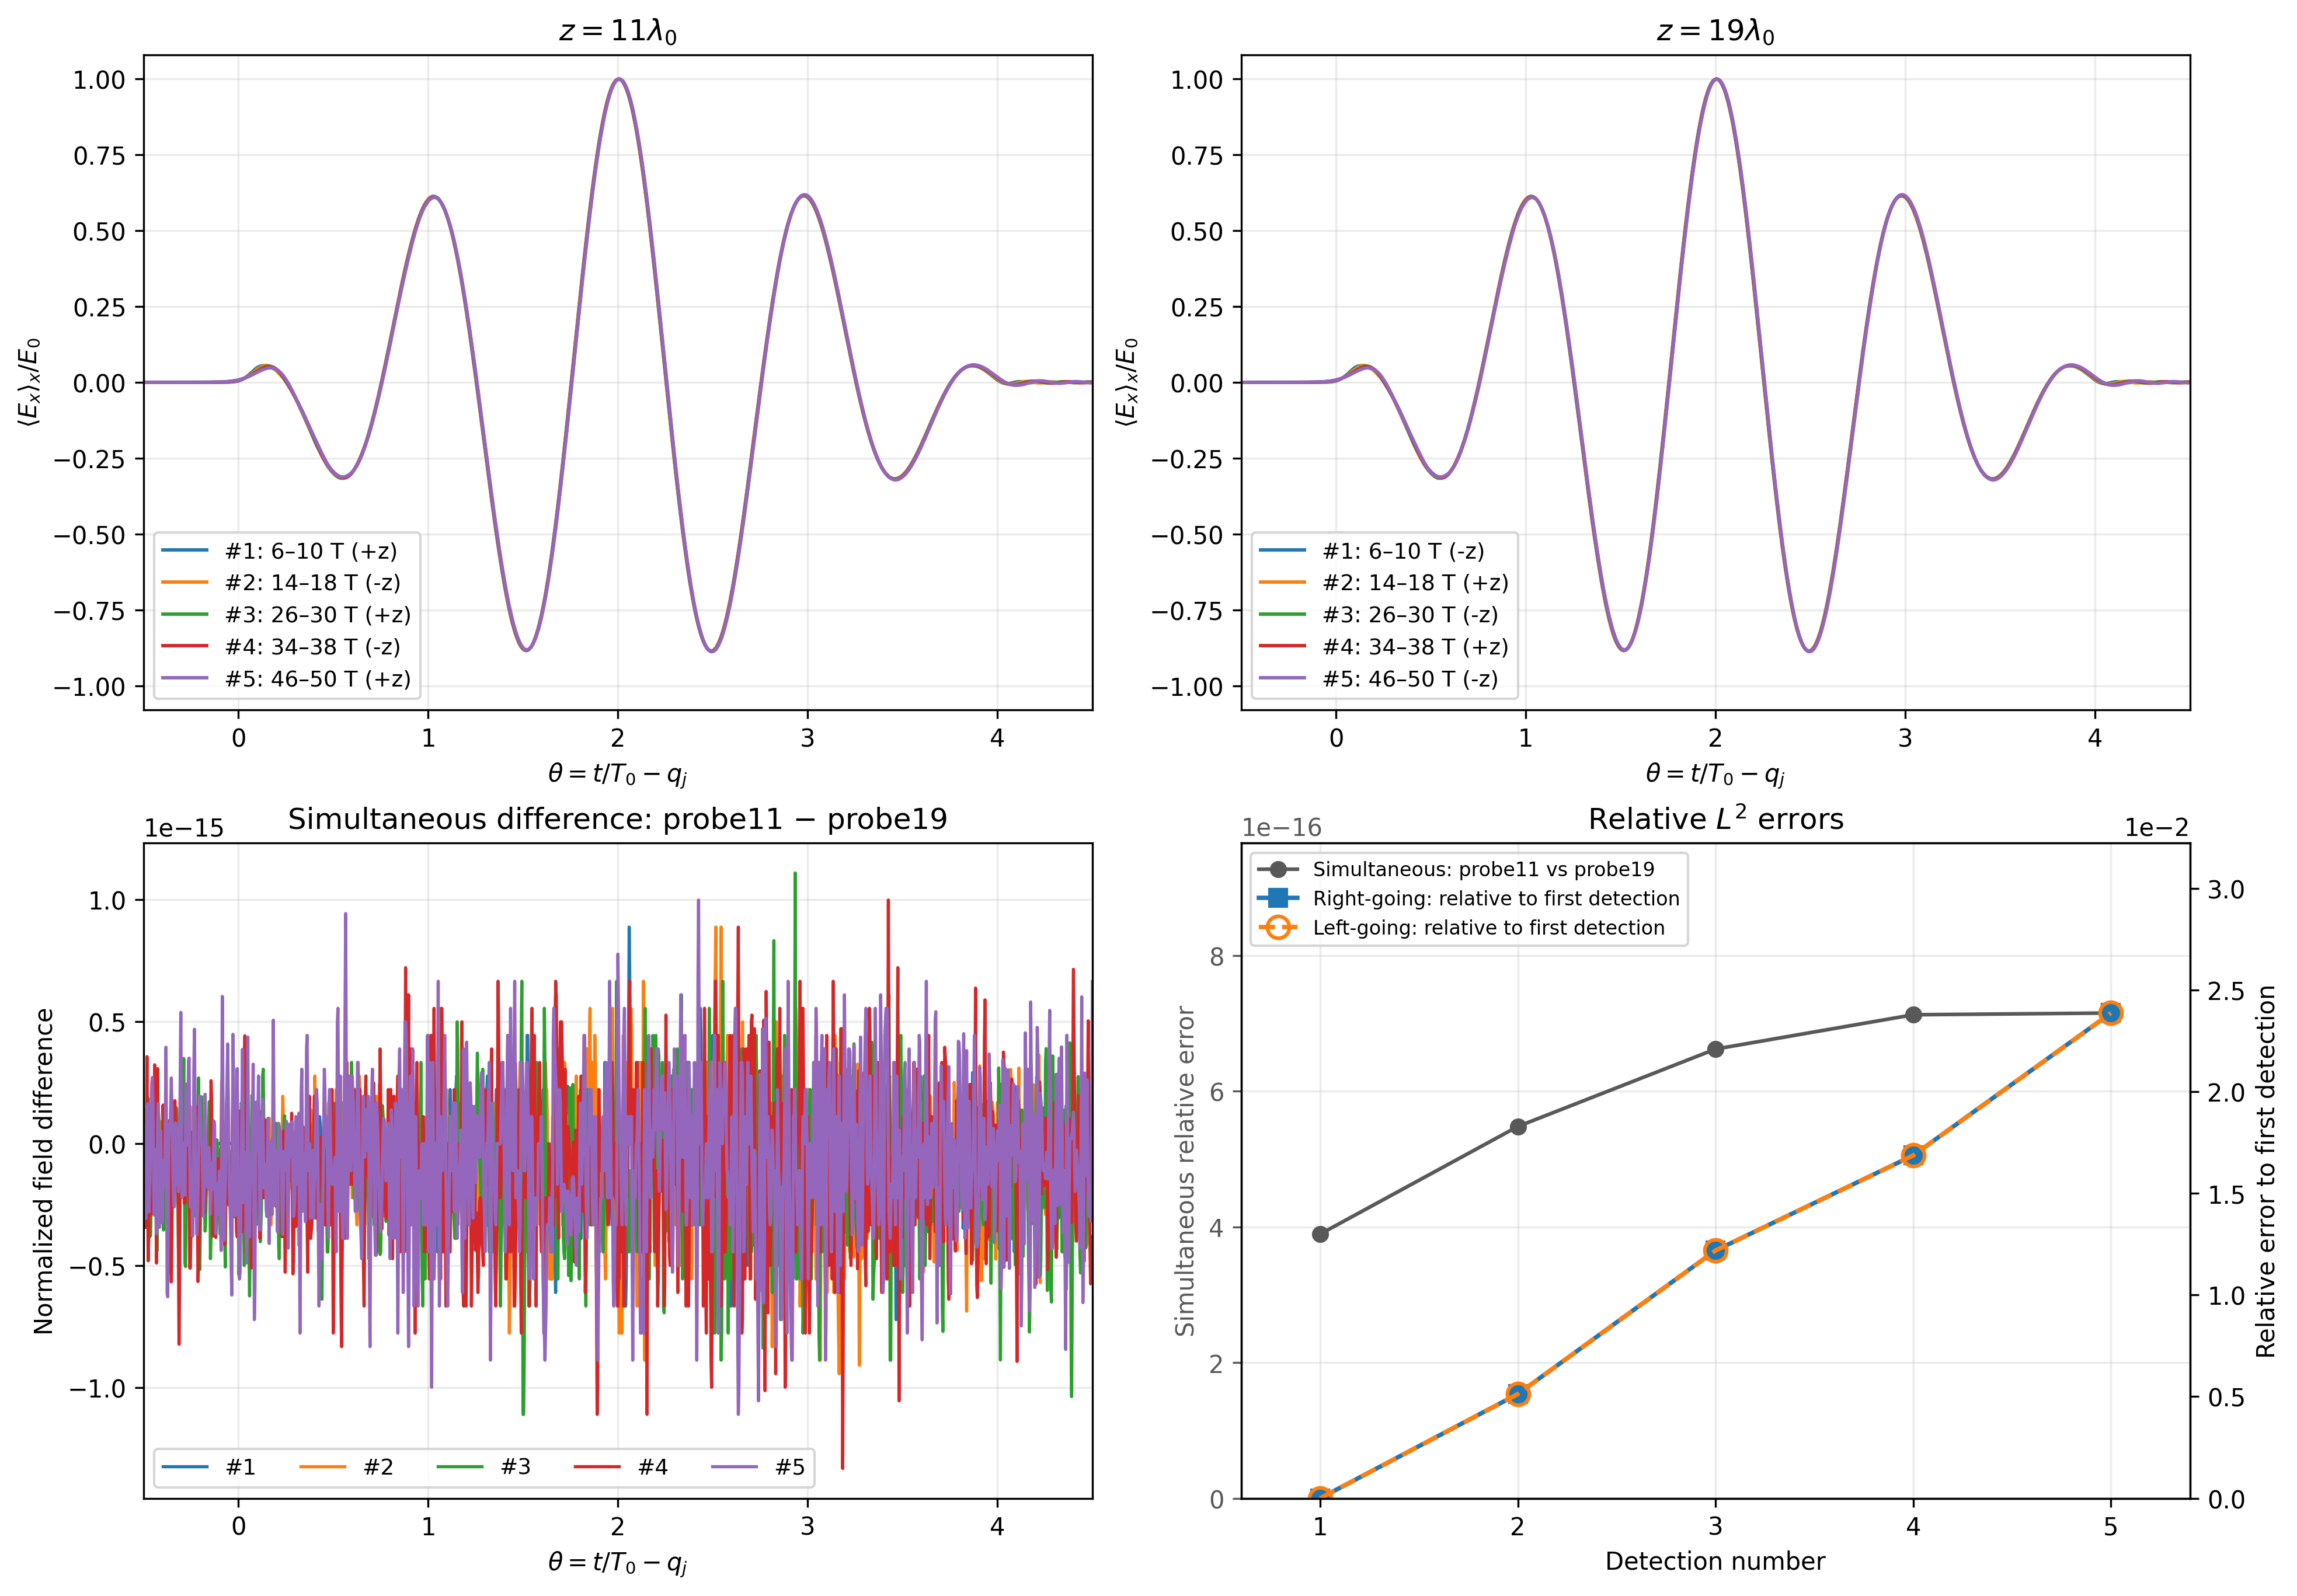 z = 11λ₀
⟨Eₓ⟩ₓ/E₀
1.00
0.75
0.50
0.25
0.00
−0.25
−0.50
−0.75
−1.00
#1: 6–10 T (+z)
#2: 14–18 T (-z)
#3: 26–30 T (+z)
#4: 34–38 T (-z)
#5: 46–50 T (+z)
0 1 2 3 4
θ = t/T₀ − qⱼ
z = 19λ₀
⟨Eₓ⟩ₓ/E₀
1.00
0.75
0.50
0.25
0.00
−0.25
−0.50
−0.75
−1.00
#1: 6–10 T (-z)
#2: 14–18 T (+z)
#3: 26–30 T (-z)
#4: 34–38 T (+z)
#5: 46–50 T (-z)
0 1 2 3 4
θ = t/T₀ − qⱼ
Simultaneous difference: probe11 − probe19
1e−15
Normalized field difference
1.0
0.5
0.0
−0.5
−1.0
#1 #2 #3 #4 #5
0 1 2 3 4
θ = t/T₀ − qⱼ
Relative L² errors
1e−16
1e−2
Simultaneous: probe11 vs probe19
Right-going: relative to first detection
Left-going: relative to first detection
Simultaneous relative error
8
6
4
2
0
3.0
2.5
2.0
1.5
1.0
0.5
0.0
Relative error to first detection
1 2 3 4 5
Detection number